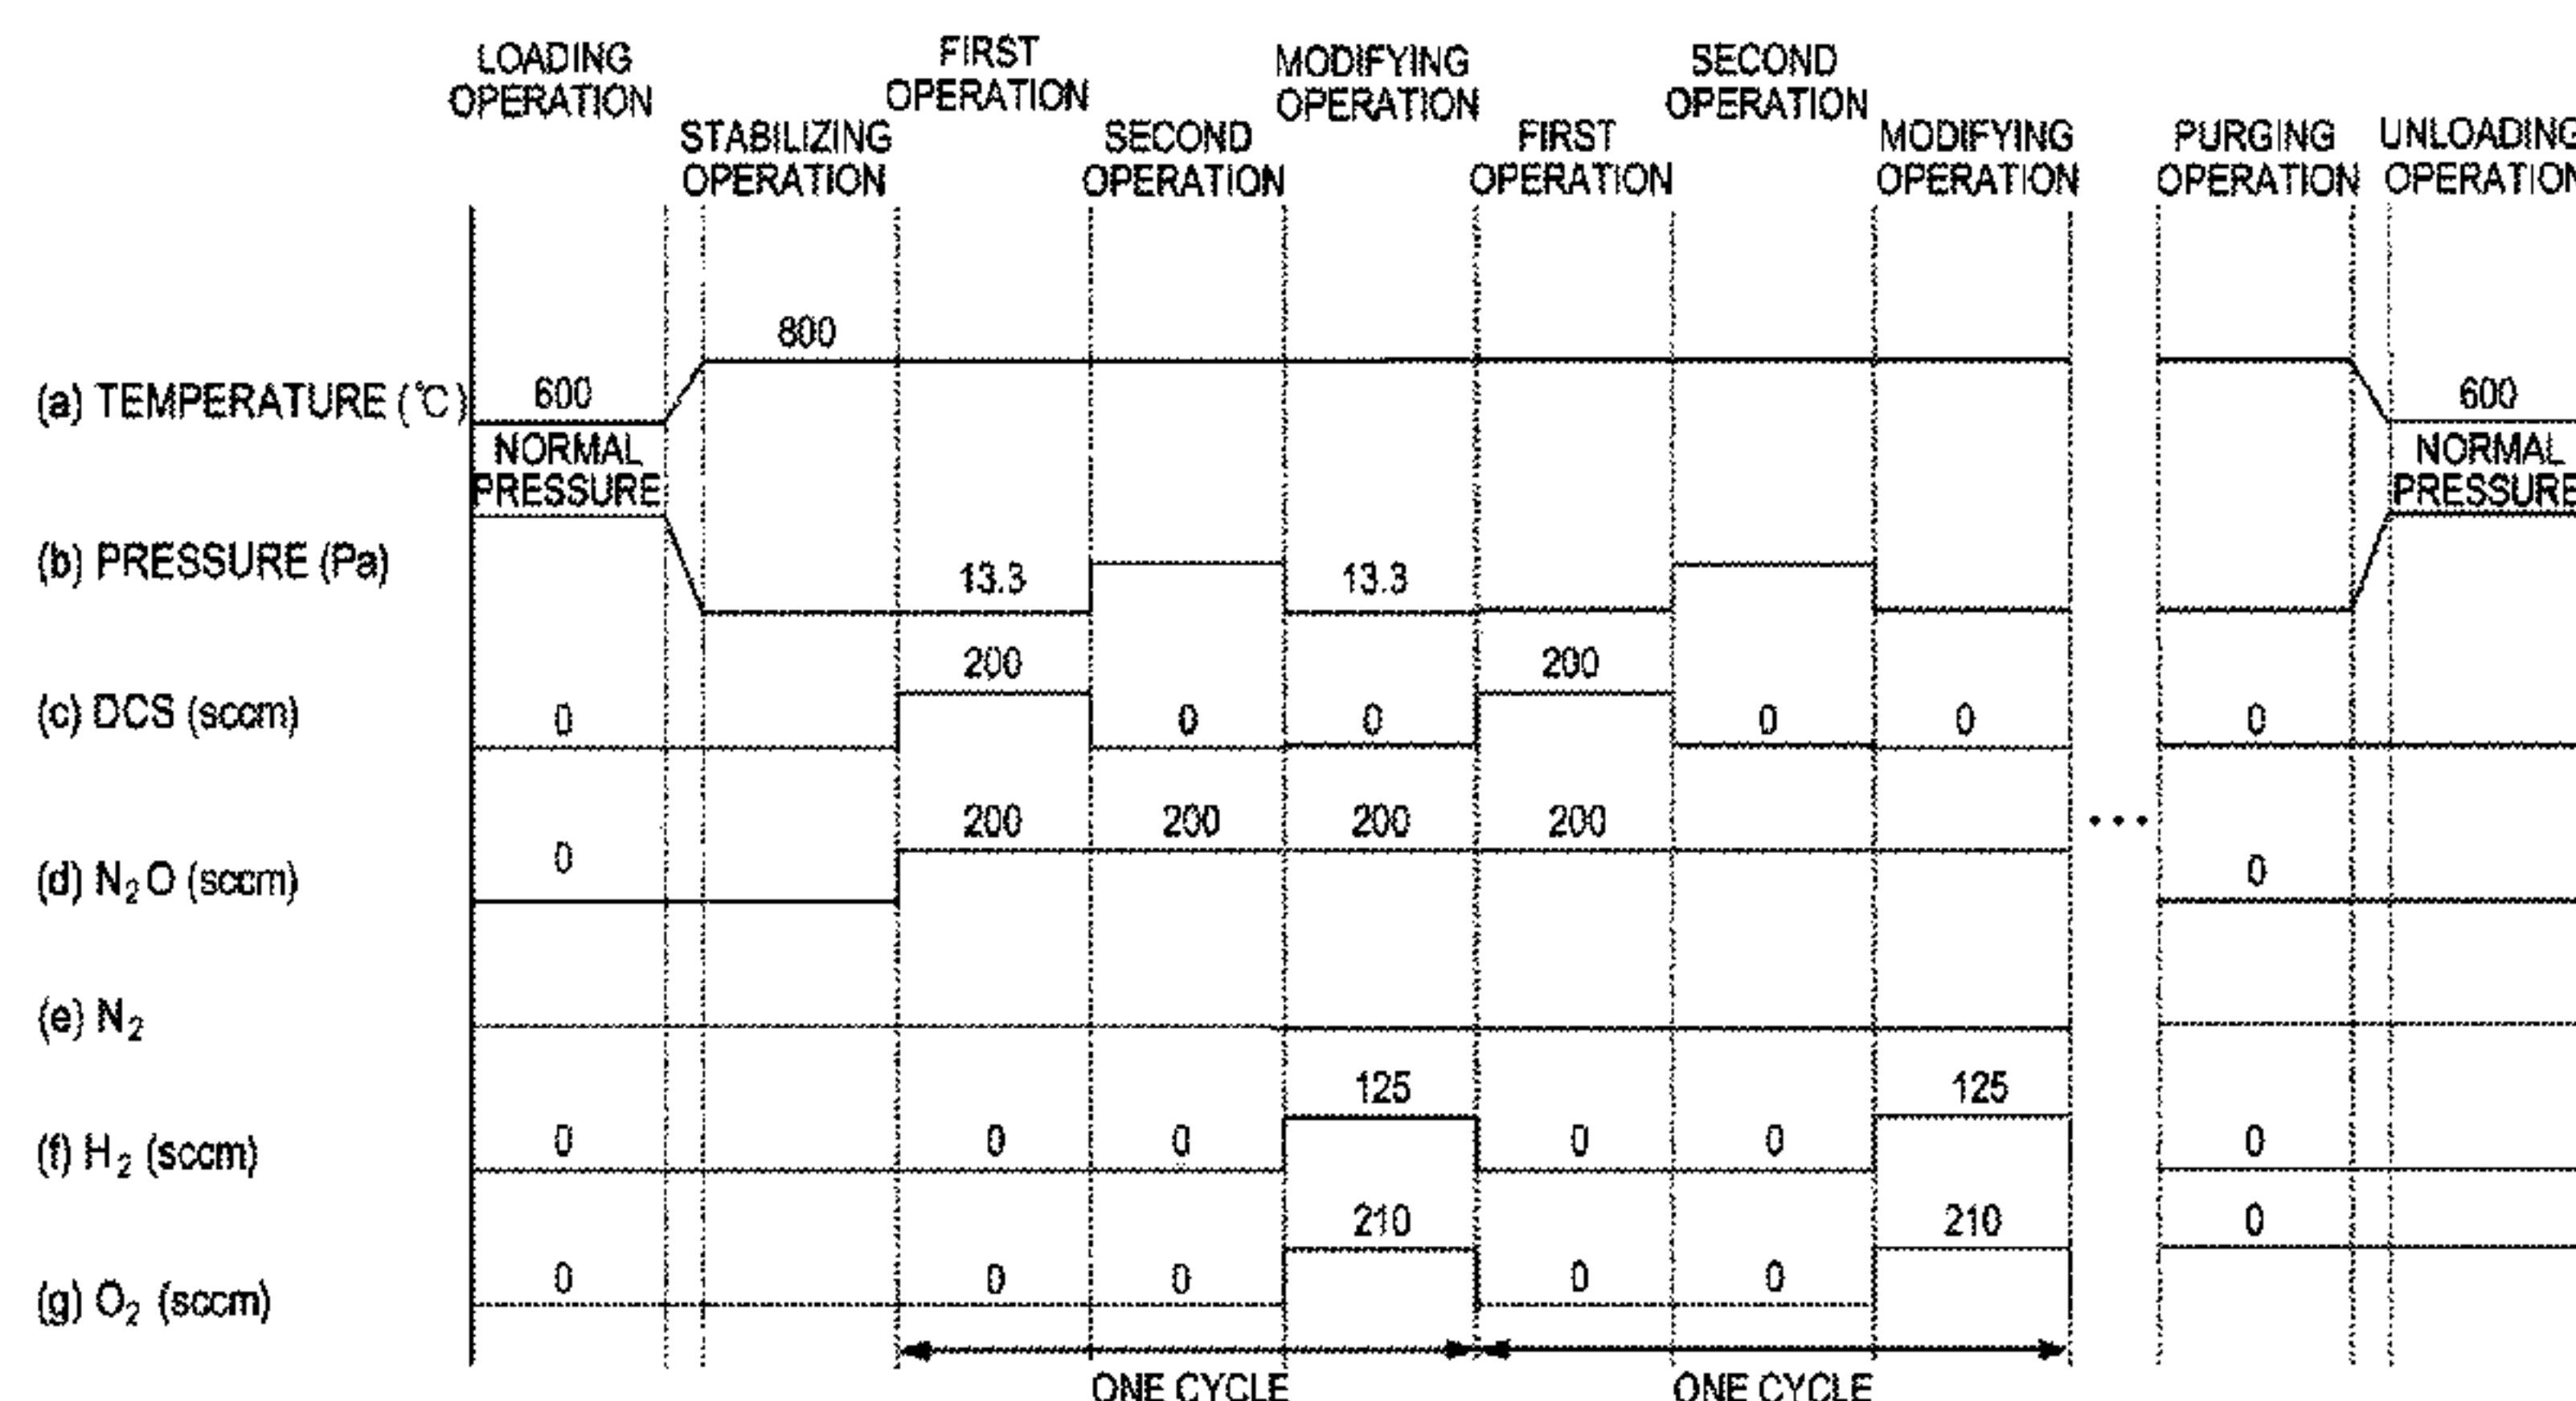 LOADING
OPERATION
STABILIZING
OPERATION
FIRST
OPERATION
SECOND
OPERATION
MODIFYING
OPERATION
FIRST
OPERATION
SECOND
OPERATION
MODIFYING
OPERATION
PURGING
OPERATION
UNLOADING
OPERATION
(a) TEMPERATURE (℃)
600
800
600
NORMAL
PRESSURE
NORMAL
PRESSURE
(b) PRESSURE (Pa)
13.3
13.3
(c) DCS (sccm)
0
200
0
0
200
0
0
0
(d) N₂O (sccm)
0
200
200
200
200
...
0
(e) N₂
(f) H₂ (sccm)
0
0
0
125
0
0
125
0
(g) O₂ (sccm)
0
0
0
210
0
0
210
0
ONE CYCLE
ONE CYCLE